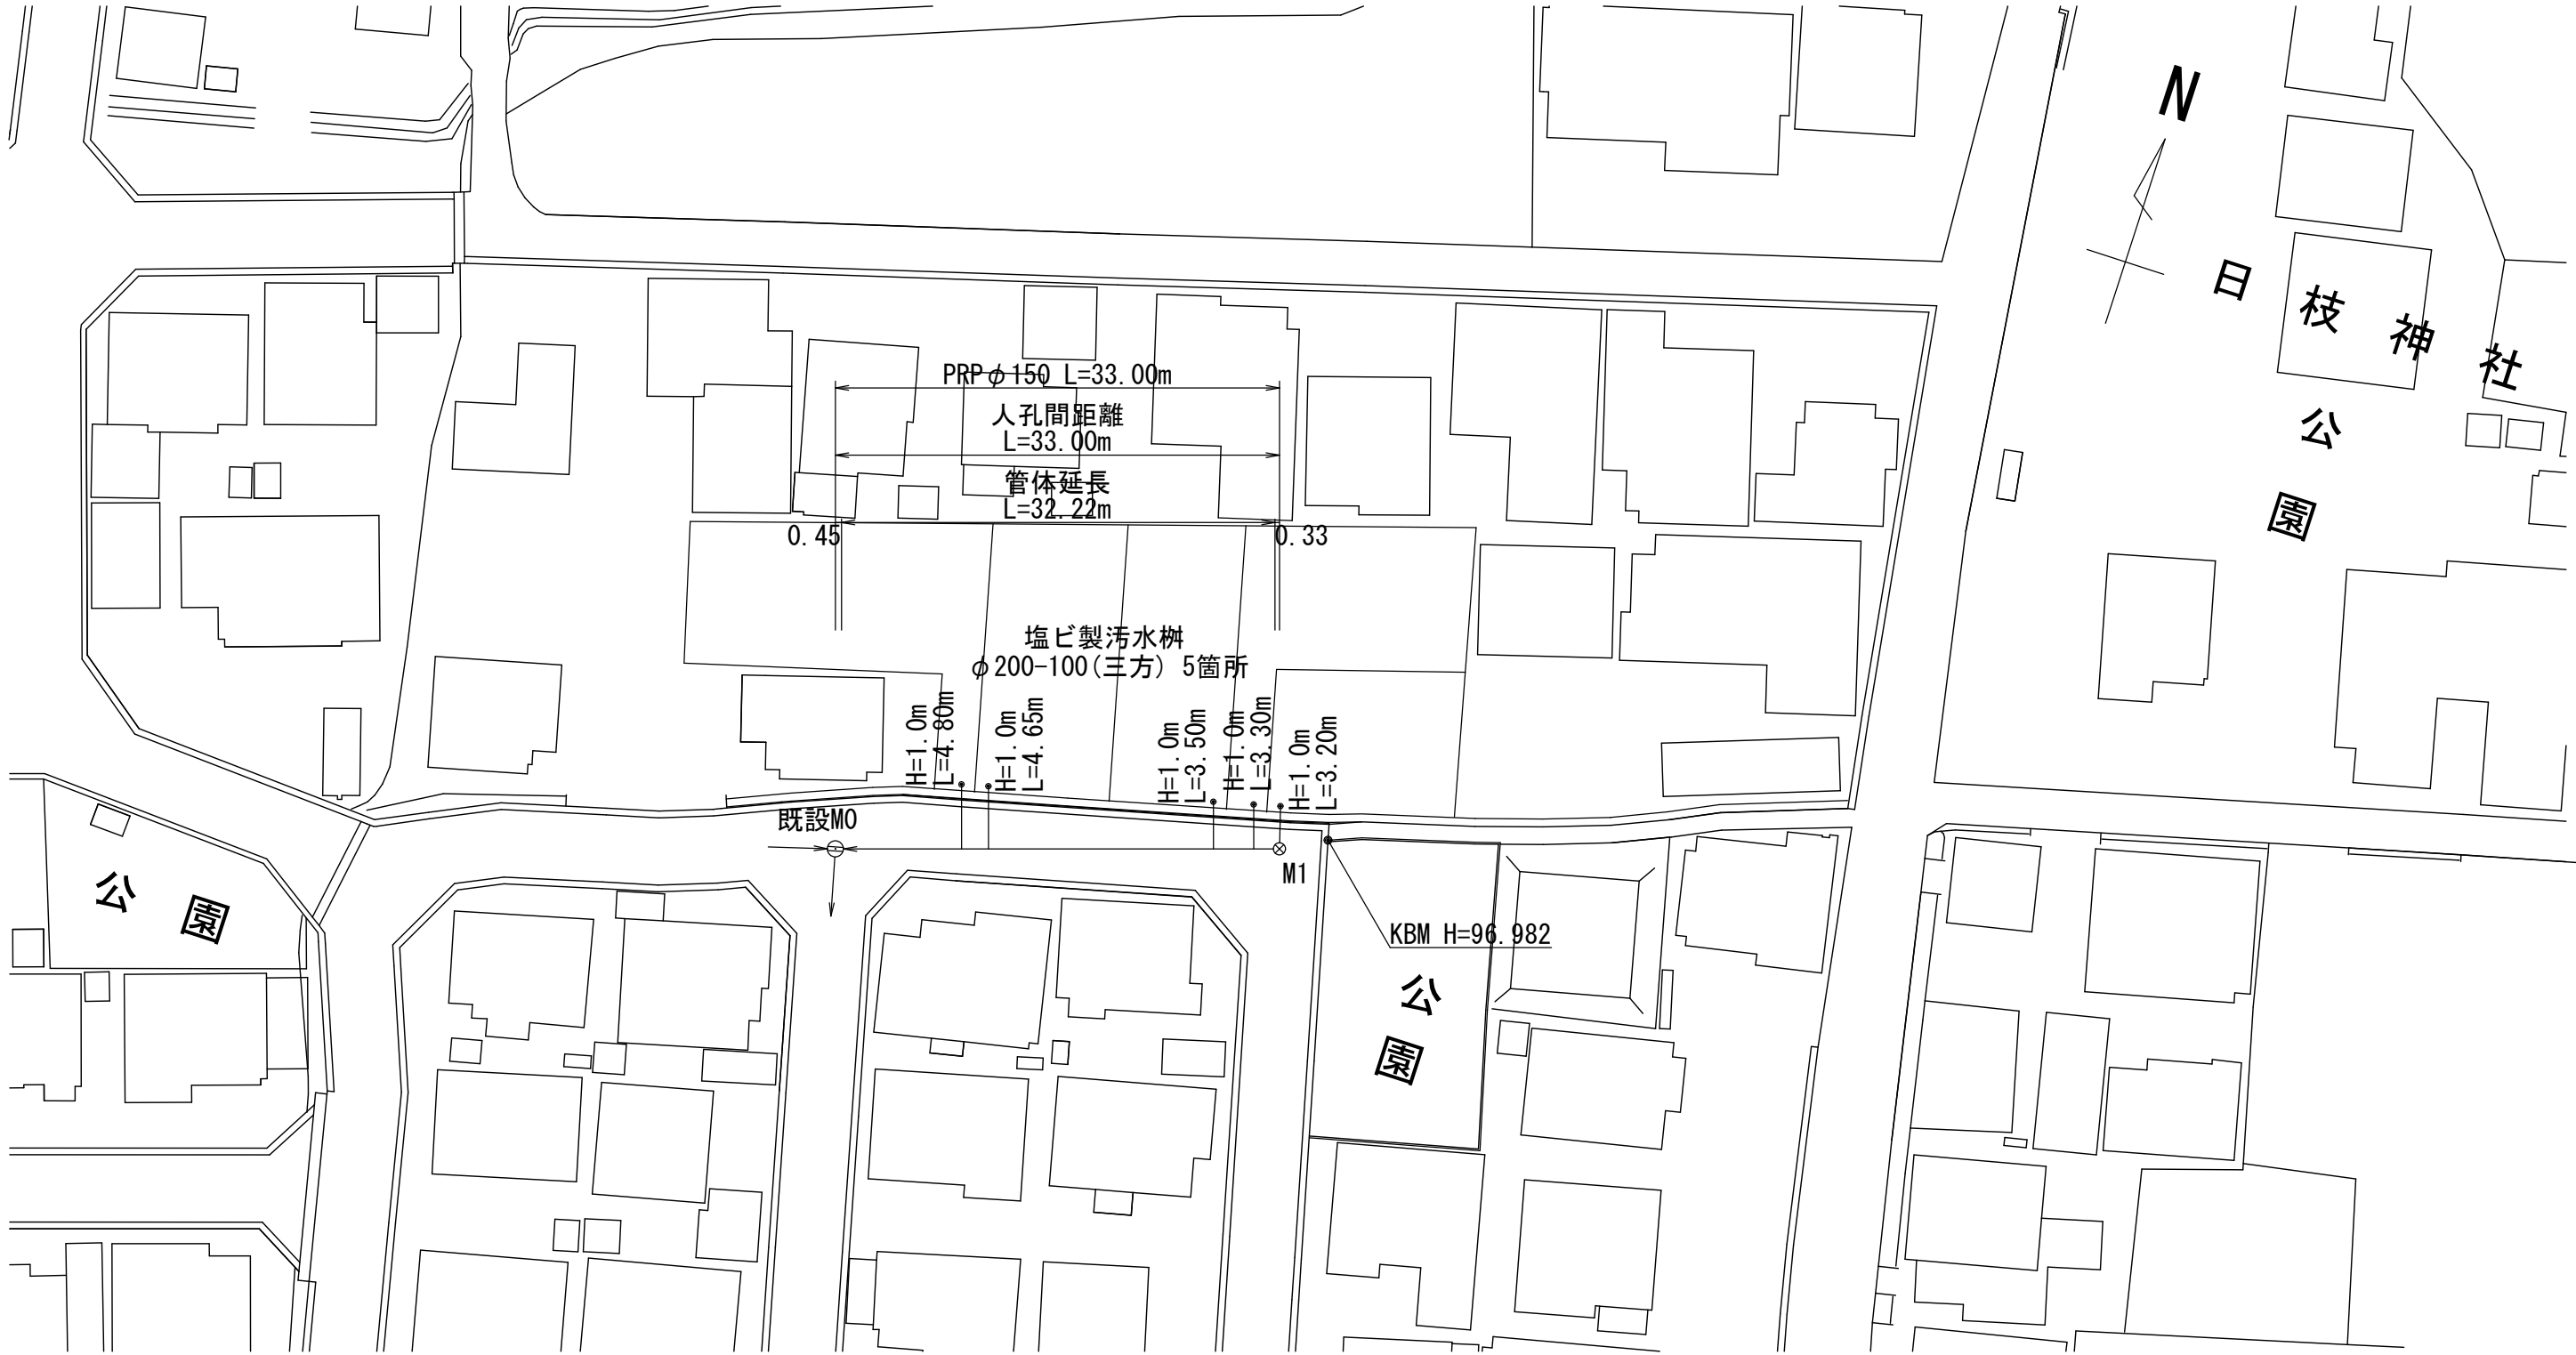 N
日枝神社
公園
PRPφ150 L=33.00m
人孔間距離
L=33.00m
管体延長
L=32.22m
0.45
0.33
塩ビ製汚水桝
φ200-100(三方) 5箇所
H=1.0m
L=4.80m
H=1.0m
L=4.65m
H=1.0m
L=3.50m
H=1.0m
L=3.30m
H=1.0m
L=3.20m
既設M0
M1
公園
KBM H=96.982
公園